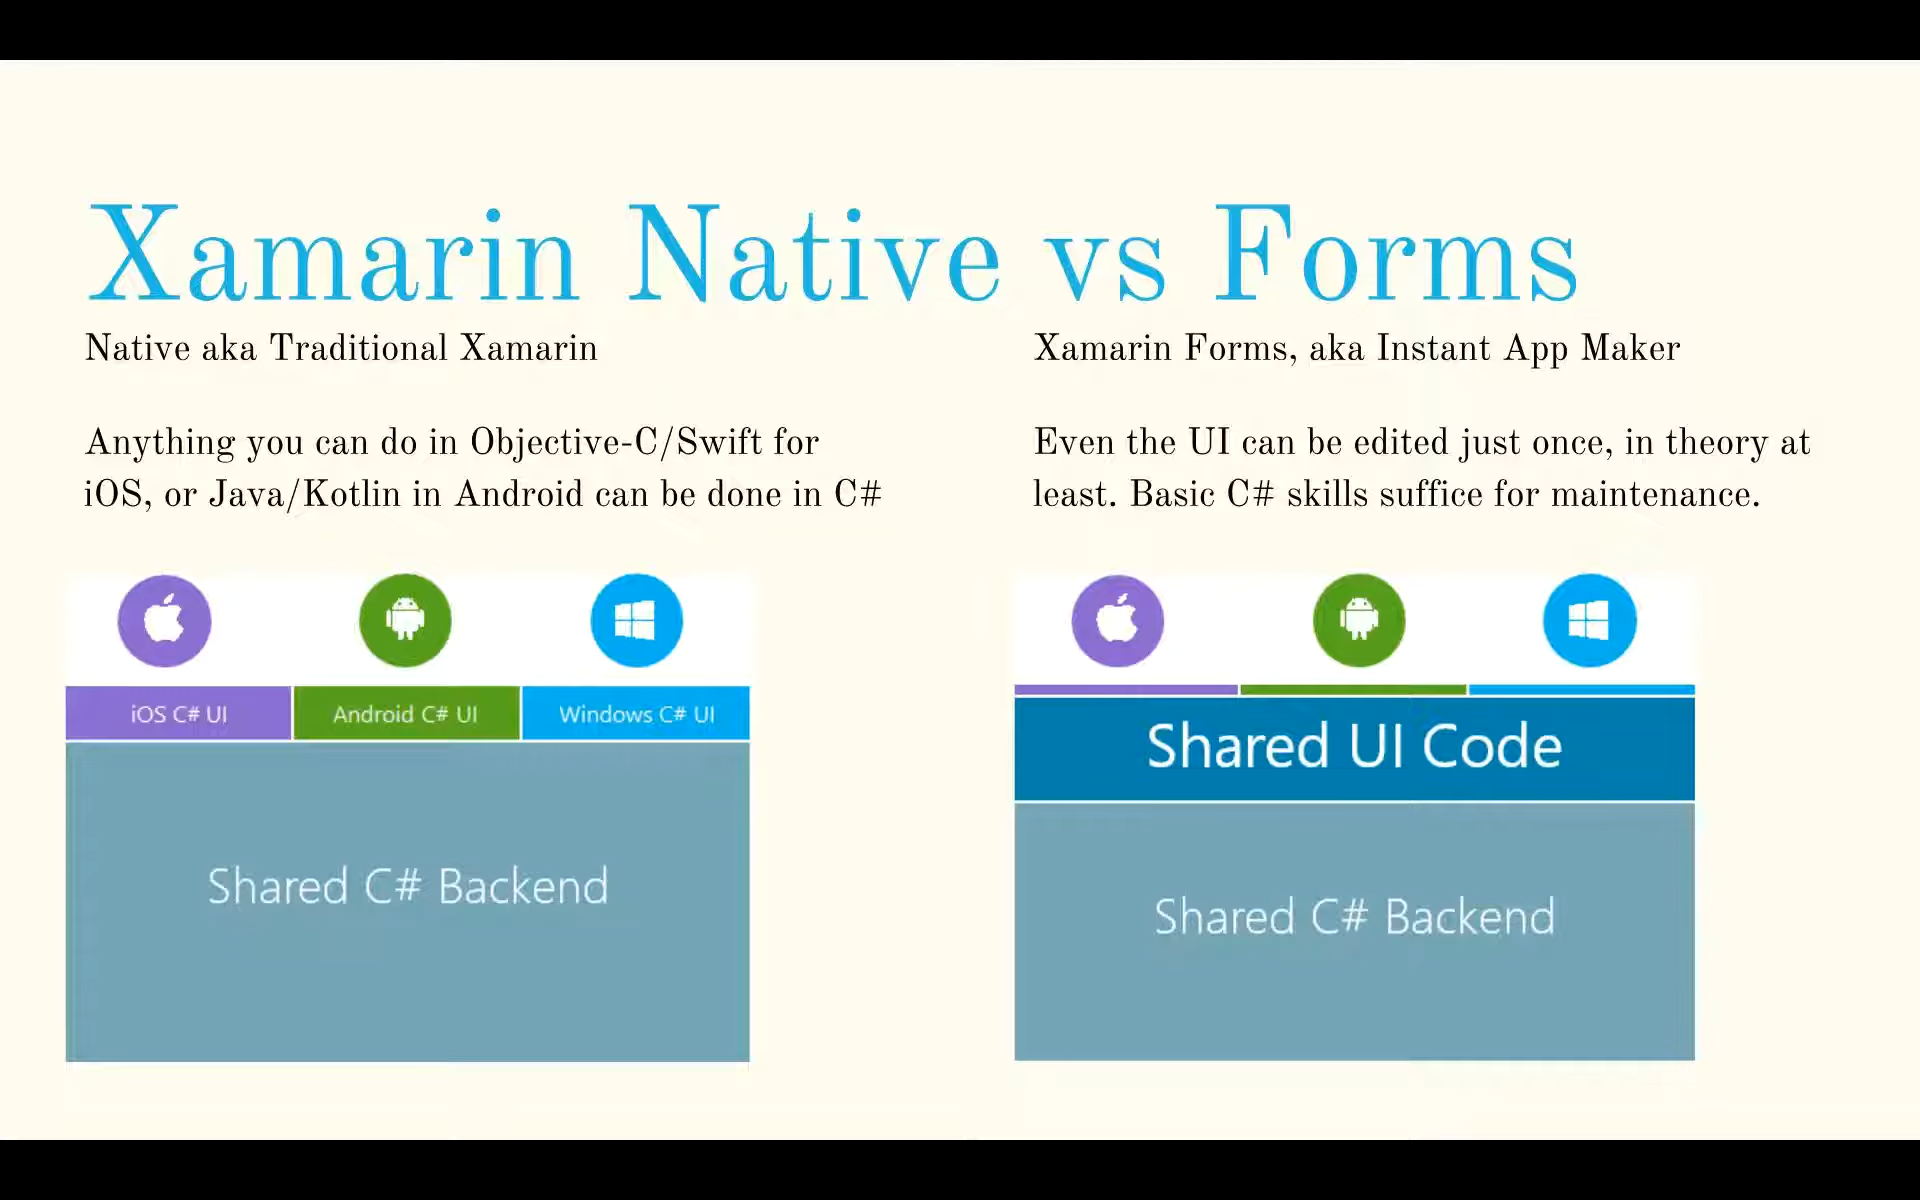 Xamarin Native vs Forms
Native aka Traditional Xamarin
Anything you can do in Objective-C/Swift for
iOS, or Java/Kotlin in Android can be done in C#
iOS C# UI
Android C# UI
Windows C# UI
Shared C# Backend
Xamarin Forms, aka Instant App Maker
Even the UI can be edited just once, in theory at
least. Basic C# skills suffice for maintenance.
Shared UI Code
Shared C# Backend